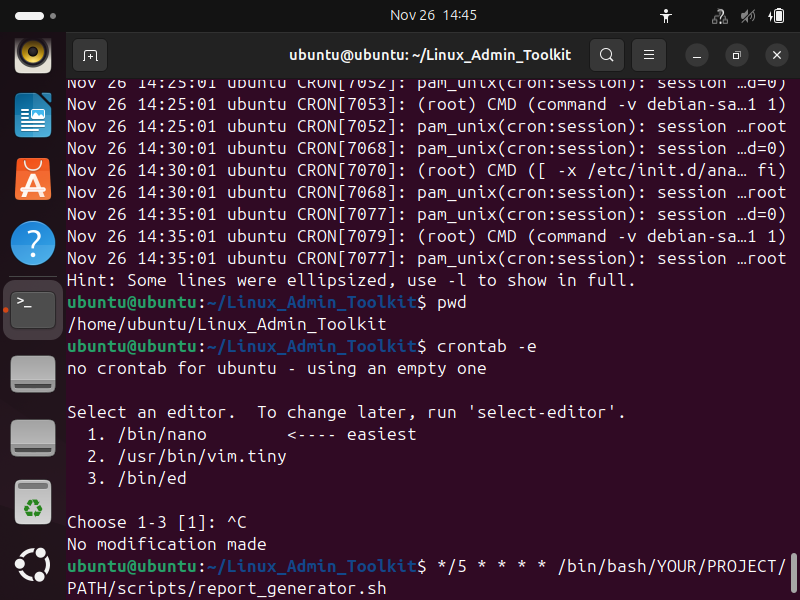 Nov 26 14:45
ubuntu@ubuntu: ~/Linux_Admin_Toolkit
Nov 26 14:25:01 ubuntu CRON[7052]: pam_unix(cron:session): session …d=0)
Nov 26 14:25:01 ubuntu CRON[7053]: (root) CMD (command -v debian-sa…1 1)
Nov 26 14:25:01 ubuntu CRON[7052]: pam_unix(cron:session): session …root
Nov 26 14:30:01 ubuntu CRON[7068]: pam_unix(cron:session): session …d=0)
Nov 26 14:30:01 ubuntu CRON[7070]: (root) CMD ([ -x /etc/init.d/ana… fi)
Nov 26 14:30:01 ubuntu CRON[7068]: pam_unix(cron:session): session …root
Nov 26 14:35:01 ubuntu CRON[7077]: pam_unix(cron:session): session …d=0)
Nov 26 14:35:01 ubuntu CRON[7079]: (root) CMD (command -v debian-sa…1 1)
Nov 26 14:35:01 ubuntu CRON[7077]: pam_unix(cron:session): session …root
Hint: Some lines were ellipsized, use -l to show in full.
ubuntu@ubuntu:~/Linux_Admin_Toolkit$ pwd
/home/ubuntu/Linux_Admin_Toolkit
ubuntu@ubuntu:~/Linux_Admin_Toolkit$ crontab -e
no crontab for ubuntu - using an empty one
Select an editor.  To change later, run 'select-editor'.
  1. /bin/nano        <---- easiest
  2. /usr/bin/vim.tiny
  3. /bin/ed
Choose 1-3 [1]: ^C
No modification made
ubuntu@ubuntu:~/Linux_Admin_Toolkit$ */5 * * * * /bin/bash/YOUR/PROJECT/
PATH/scripts/report_generator.sh